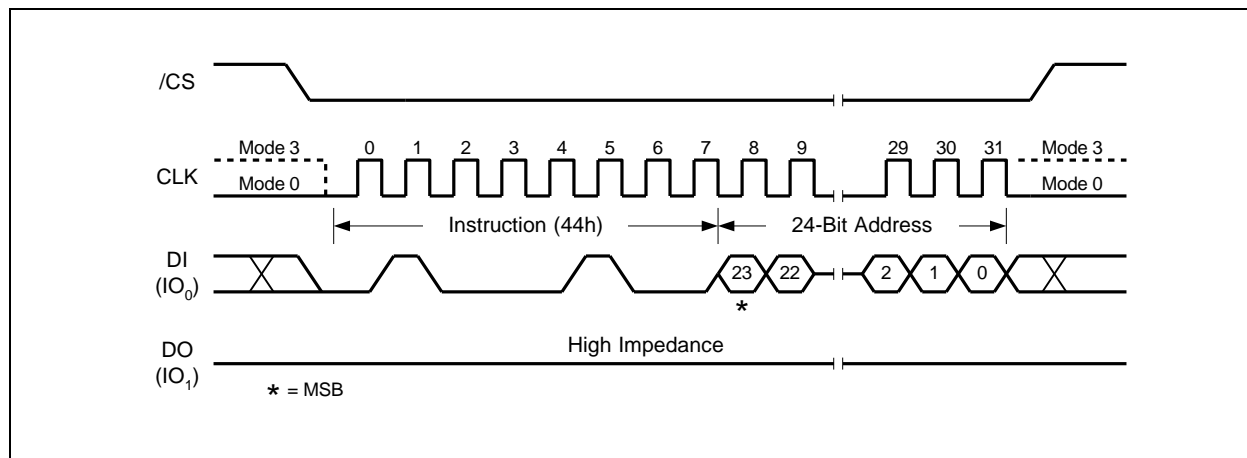 /CS
Mode 3 0 1 2 3 4 5 6 7 8 9 29 30 31 Mode 3
CLK
Mode 0 Mode 0
Instruction (44h) 24-Bit Address
DI
(IO0)
23 22 2 1 0
*
High Impedance
DO
(IO1)
* = MSB